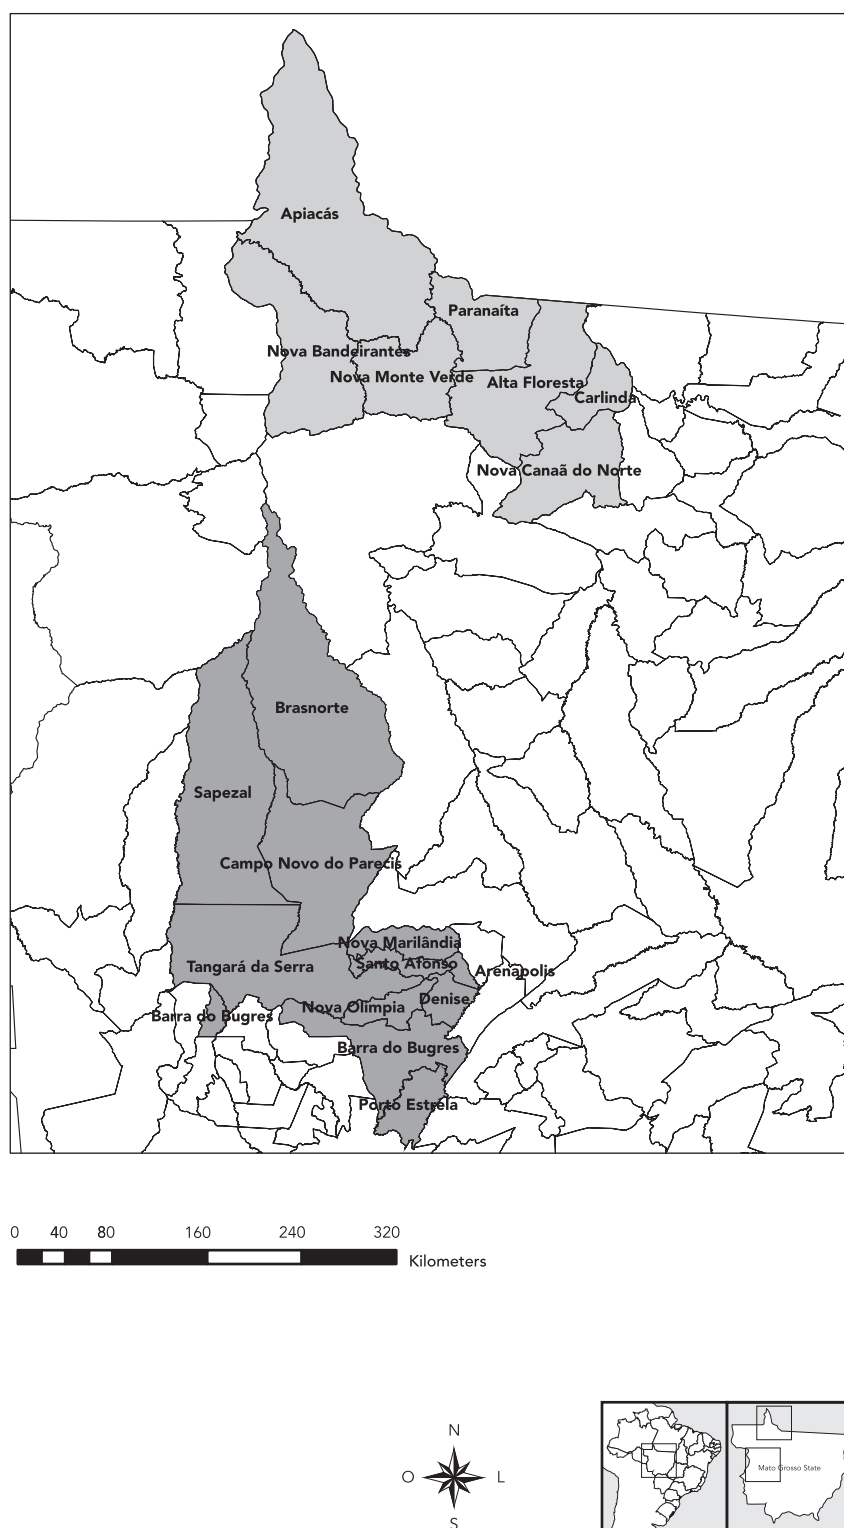 Apiacás
Paranaíta
Nova Bandeirantes
Nova Monte Verde
Alta Floresta
Carlinda
Nova Canaã do Norte
Brasnorte
Sapezal
Campo Novo do Parecis
Nova Marilândia
Santo Afonso
Tangará da Serra
Arenápolis
Denise
Nova Olímpia
Barra do Bugres
Barra do Bugres
Porto Estrela
0 40 80 160 240 320
Kilometers
N
O L
S
Mato Grosso State